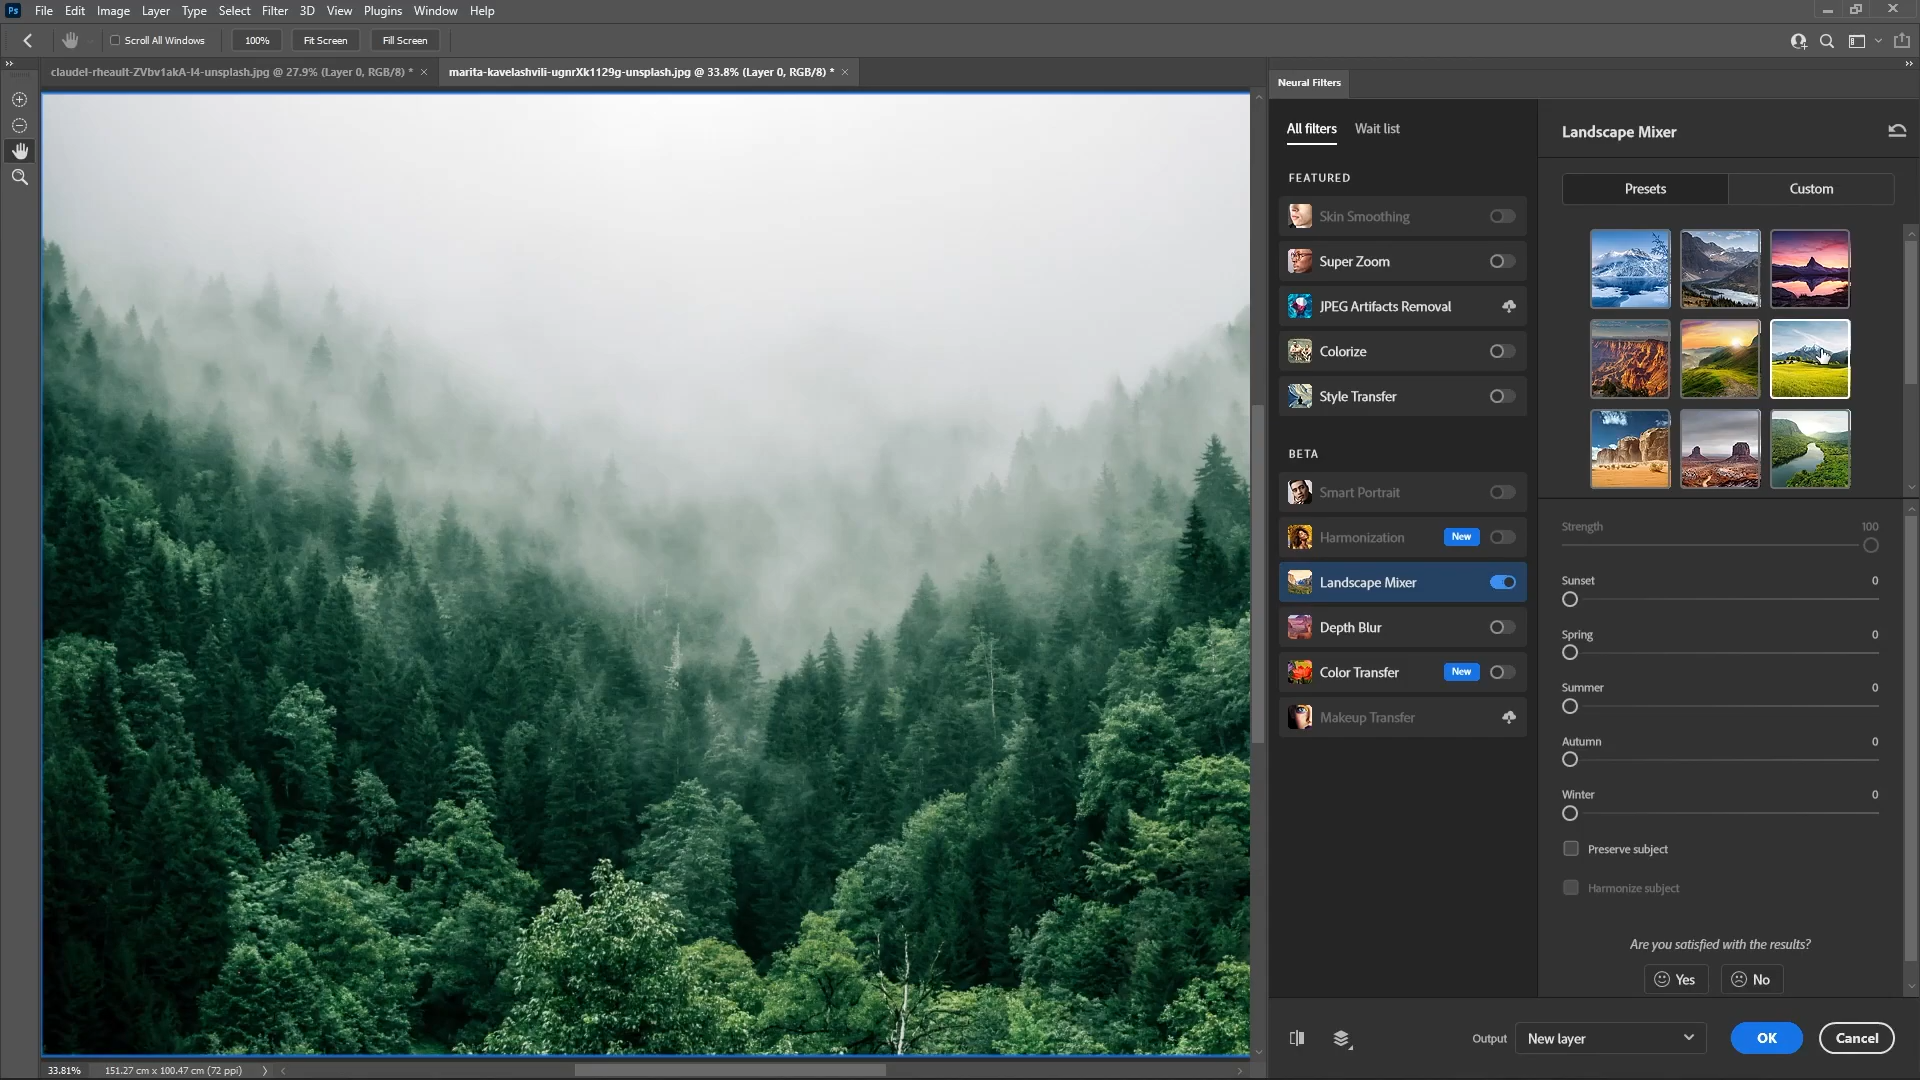 Ps File Edit Image Layer Type Select Filter 3D View Plugins Window Help
Scroll All Windows 100% Fit Screen Fill Screen
claudel-rheault-ZVbv1akA-l4-unsplash.jpg @ 27.9% (Layer 0, RGB/8) *
marita-kavelashvili-ugnrXk1129g-unsplash.jpg @ 33.8% (Layer 0, RGB/8) *
Neural Filters
All filters Wait list
FEATURED
Skin Smoothing
Super Zoom
JPEG Artifacts Removal
Colorize
Style Transfer
BETA
Smart Portrait
Harmonization New
Landscape Mixer
Depth Blur
Color Transfer New
Makeup Transfer
Landscape Mixer
Presets Custom
Strength 100
Sunset 0
Spring 0
Summer 0
Autumn 0
Winter 0
Preserve subject
Harmonize subject
Are you satisfied with the results?
Yes No
Output New layer OK Cancel
33.81% 151.27 cm x 100.47 cm (72 ppi)